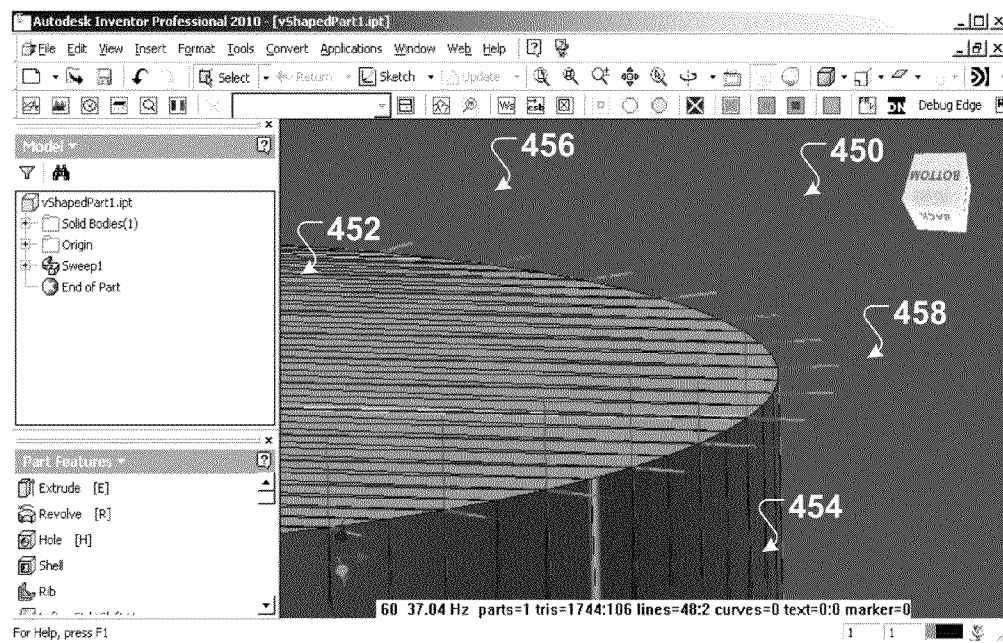 Autodesk Inventor Professional 2010 - [vShapedPart1.ipt]
File Edit View Insert Format Tools Convert Applications Window Web Help
Select Return Sketch Update
Debug Edge
Model
vShapedPart1.ipt
Solid Bodies(1)
Origin
Sweep1
End of Part
456
450
BOTTOM
BACK
452
458
454
Part Features
Extrude [E]
Revolve [R]
Hole [H]
Shell
Rib
60 37.04 Hz parts=1 tris=1744:106 lines=48:2 curves=0 text=0:0 marker=0
For Help, press F1
1 1